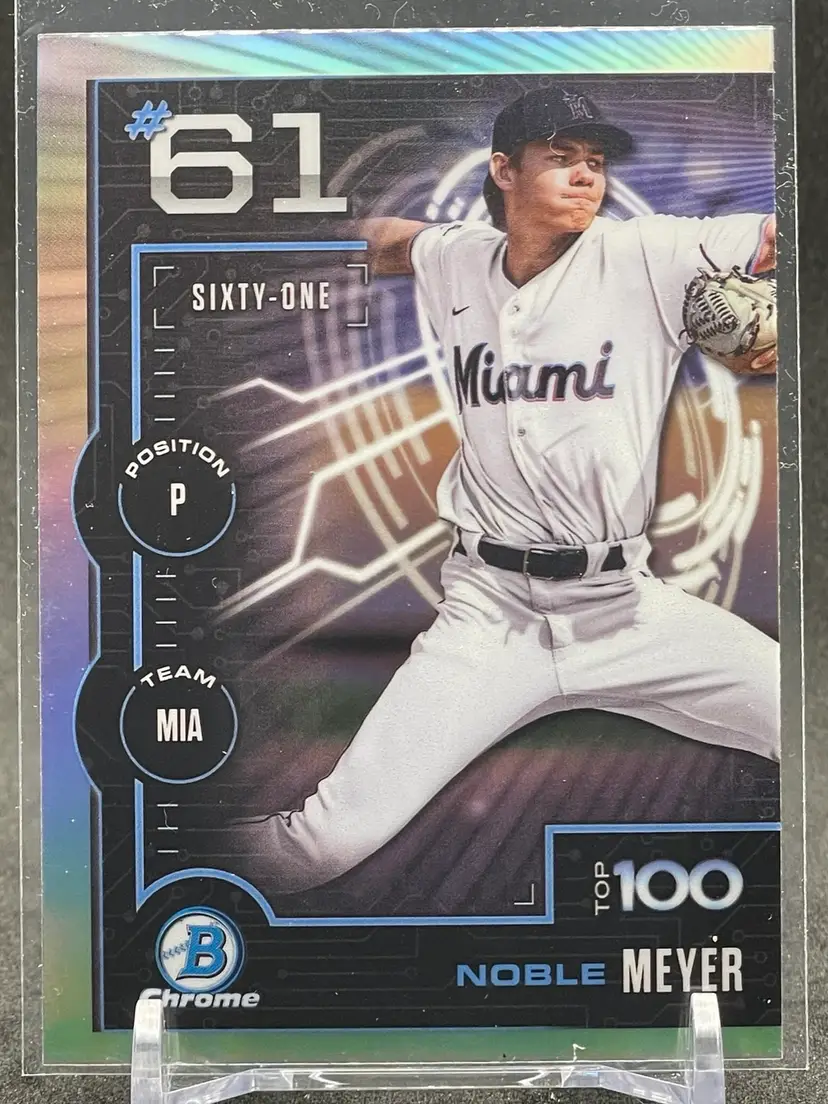 #61
SIXTY-ONE
M
Miami
POSITION
P
TEAM
MIA
TOP 100
B
Chrome
NOBLE MEYER